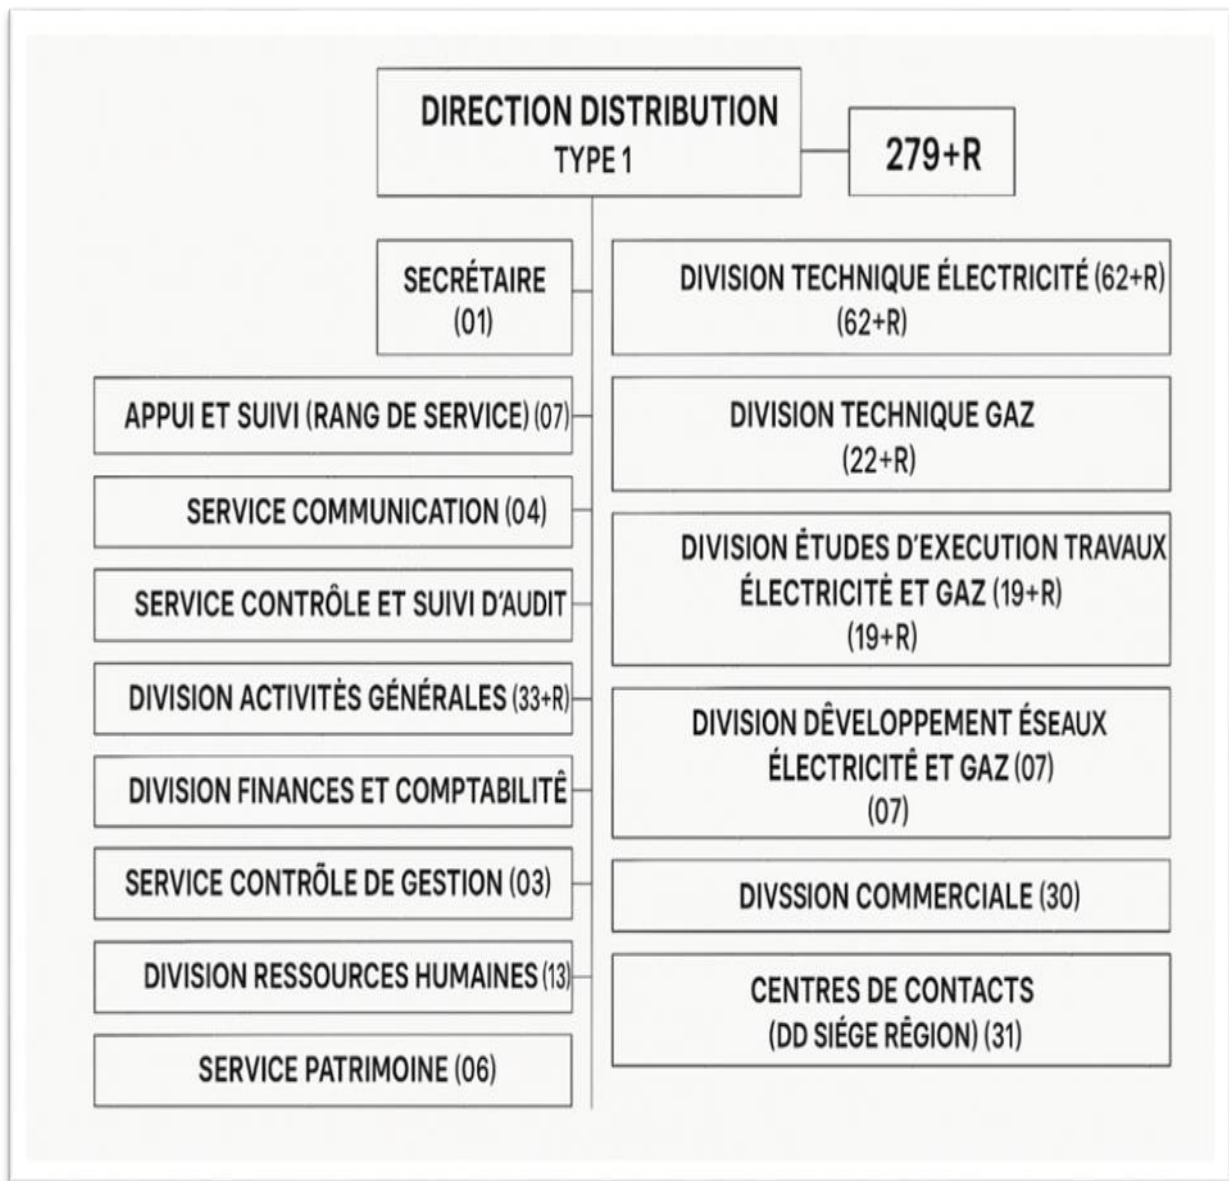 DIRECTION DISTRIBUTION
TYPE 1
279+R
SECRÉTAIRE
(01)
APPUI ET SUIVI (RANG DE SERVICE) (07)
SERVICE COMMUNICATION (04)
SERVICE CONTRÔLE ET SUIVI D'AUDIT
DIVISION ACTIVITÈS GÉNÉRALES (33+R)
DIVISION FINANCES ET COMPTABILITÊ
SERVICE CONTRÕLE DE GESTION (03)
DIVISION RESSOURCES HUMAINES (13)
SERVICE PATRIMOINE (06)
DIVISION TECHNIQUE ÉLECTRICITÉ (62+R)
(62+R)
DIVISION TECHNIQUE GAZ
(22+R)
DIVISION ÉTUDES D'EXECUTION TRAVAUX
ÉLECTRICITĖ ET GAZ (19+R)
(19+R)
DIVISION DÊVELOPPEMENT ÉSEAUX
ÉLECTRICITÊ ET GAZ (07)
(07)
DIVSSION COMMERCIALE (30)
CENTRES DE CONTACTS
(DD SIÉGE RÊGION) (31)